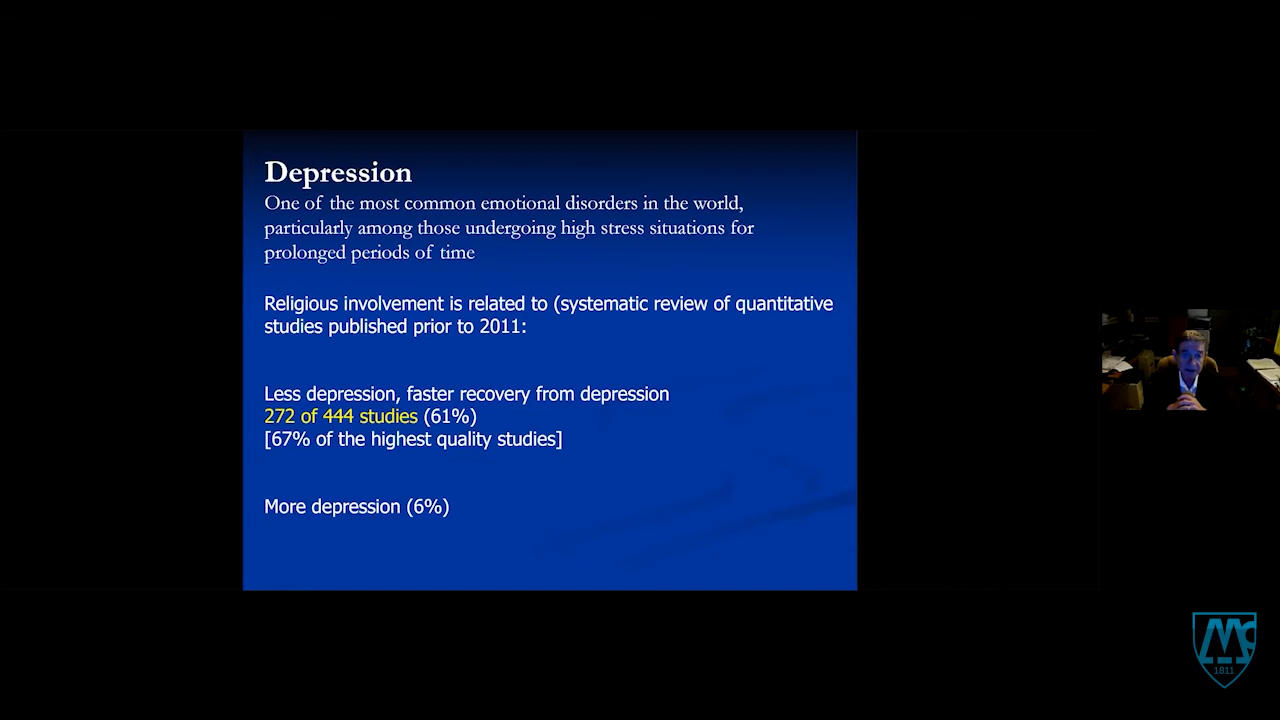 Depression
One of the most common emotional disorders in the world,
particularly among those undergoing high stress situations for
prolonged periods of time
Religious involvement is related to (systematic review of quantitative
studies published prior to 2011:
Less depression, faster recovery from depression
272 of 444 studies (61%)
[67% of the highest quality studies]
More depression (6%)
Mc
1811